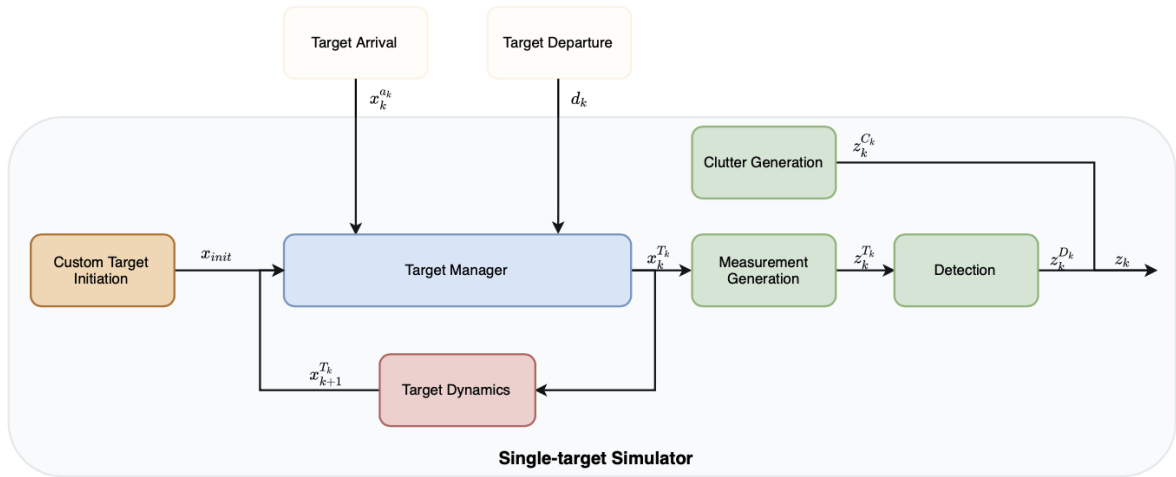 Target Arrival
Target Departure
x_k^{a_k}
d_k
Clutter Generation
z_k^{C_k}
Custom Target
Initiation
x_{init}
Target Manager
x_k^{T_k}
Measurement
Generation
z_k^{T_k}
Detection
z_k^{D_k}
z_k
x_{k+1}^{T_k}
Target Dynamics
Single-target Simulator